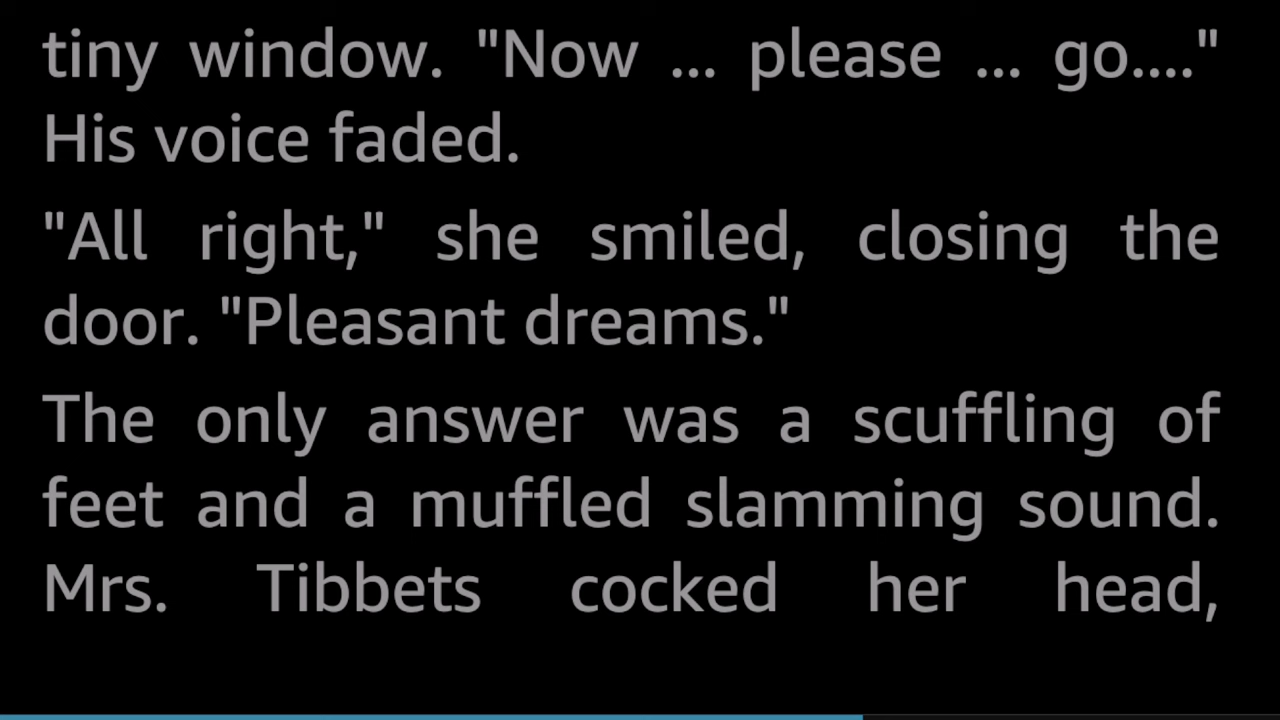 tiny window. "Now ... please ... go...."
His voice faded.
"All right," she smiled, closing the
door. "Pleasant dreams."
The only answer was a scuffling of
feet and a muffled slamming sound.
Mrs. Tibbets cocked her head,